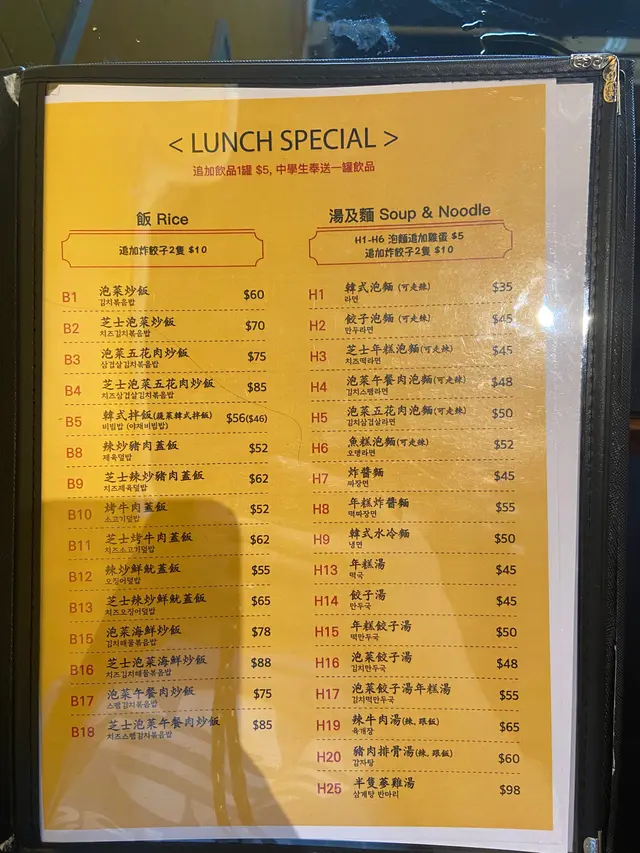 < LUNCH SPECIAL >
追加飲品1罐 $5, 中學生奉送一罐飲品
飯 Rice
追加炸餃子2隻 $10
B1 泡菜炒飯 $60
김치볶음밥
B2 芝士泡菜炒飯 $70
치즈김치볶음밥
B3 泡菜五花肉炒飯 $75
삼겹살김치볶음밥
B4 芝士泡菜五花肉炒飯 $85
치즈삼겹살김치볶음밥
B5 韓式拌飯(蔬菜韓式拌飯) $56($46)
비빔밥 (야채비빔밥)
B8 辣炒豬肉蓋飯 $52
제육덮밥
B9 芝士辣炒豬肉蓋飯 $62
치즈제육덮밥
B10 烤牛肉蓋飯 $52
소고기덮밥
B11 芝士烤牛肉蓋飯 $62
치즈소고기덮밥
B12 辣炒鮮魷蓋飯 $55
오징어덮밥
B13 芝士辣炒鮮魷蓋飯 $65
치즈오징어덮밥
B15 泡菜海鮮炒飯 $78
김치해물볶음밥
B16 芝士泡菜海鮮炒飯 $88
치즈김치해물볶음밥
B17 泡菜午餐肉炒飯 $75
스팸김치볶음밥
B18 芝士泡菜午餐肉炒飯 $85
치즈스팸김치볶음밥
湯及麵 Soup & Noodle
H1-H6 泡麵追加雞蛋 $5
追加炸餃子2隻 $10
H1 韓式泡麵 (可走辣) $35
라면
H2 餃子泡麵 (可走辣) $45
만두라면
H3 芝士年糕泡麵(可走辣) $45
치즈떡라면
H4 泡菜午餐肉泡麵(可走辣) $48
김치스팸라면
H5 泡菜五花肉泡麵(可走辣) $50
김치삼겹살라면
H6 魚糕泡麵(可走辣) $52
오뎅라면
H7 炸醬麵 $45
짜장면
H8 年糕炸醬麵 $55
떡짜장면
H9 韓式水冷麵 $50
냉면
H13 年糕湯 $45
떡국
H14 餃子湯 $45
만두국
H15 年糕餃子湯 $50
떡만두국
H16 泡菜餃子湯 $48
김치만두국
H17 泡菜餃子湯年糕湯 $55
김치떡만두국
H19 辣牛肉湯(辣, 跟飯) $65
육개장
H20 豬肉排骨湯(辣, 跟飯) $60
감자탕
H25 半隻蔘雞湯 $98
삼계탕 반마리